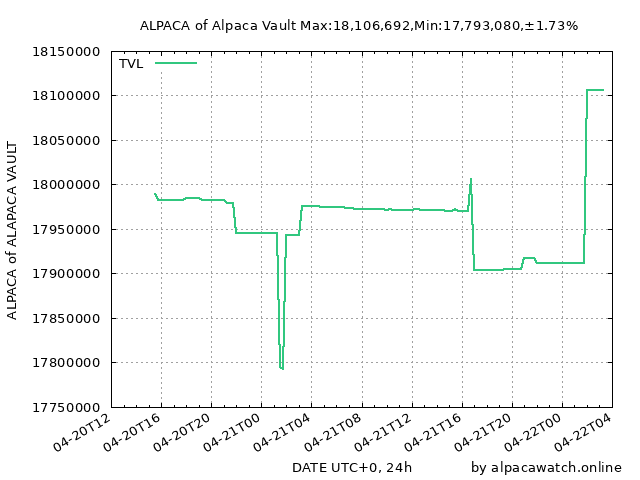 ALPACA of Alpaca Vault Max:18,106,692,Min:17,793,080,±1.73%
TVL
18150000
18100000
18050000
18000000
17950000
17900000
17850000
17800000
17750000
ALPACA of ALAPACA VAULT
04-20T12
04-20T16
04-20T20
04-21T00
04-21T04
04-21T08
04-21T12
04-21T16
04-21T20
04-22T00
04-22T04
DATE UTC+0, 24h
by alpacawatch.online